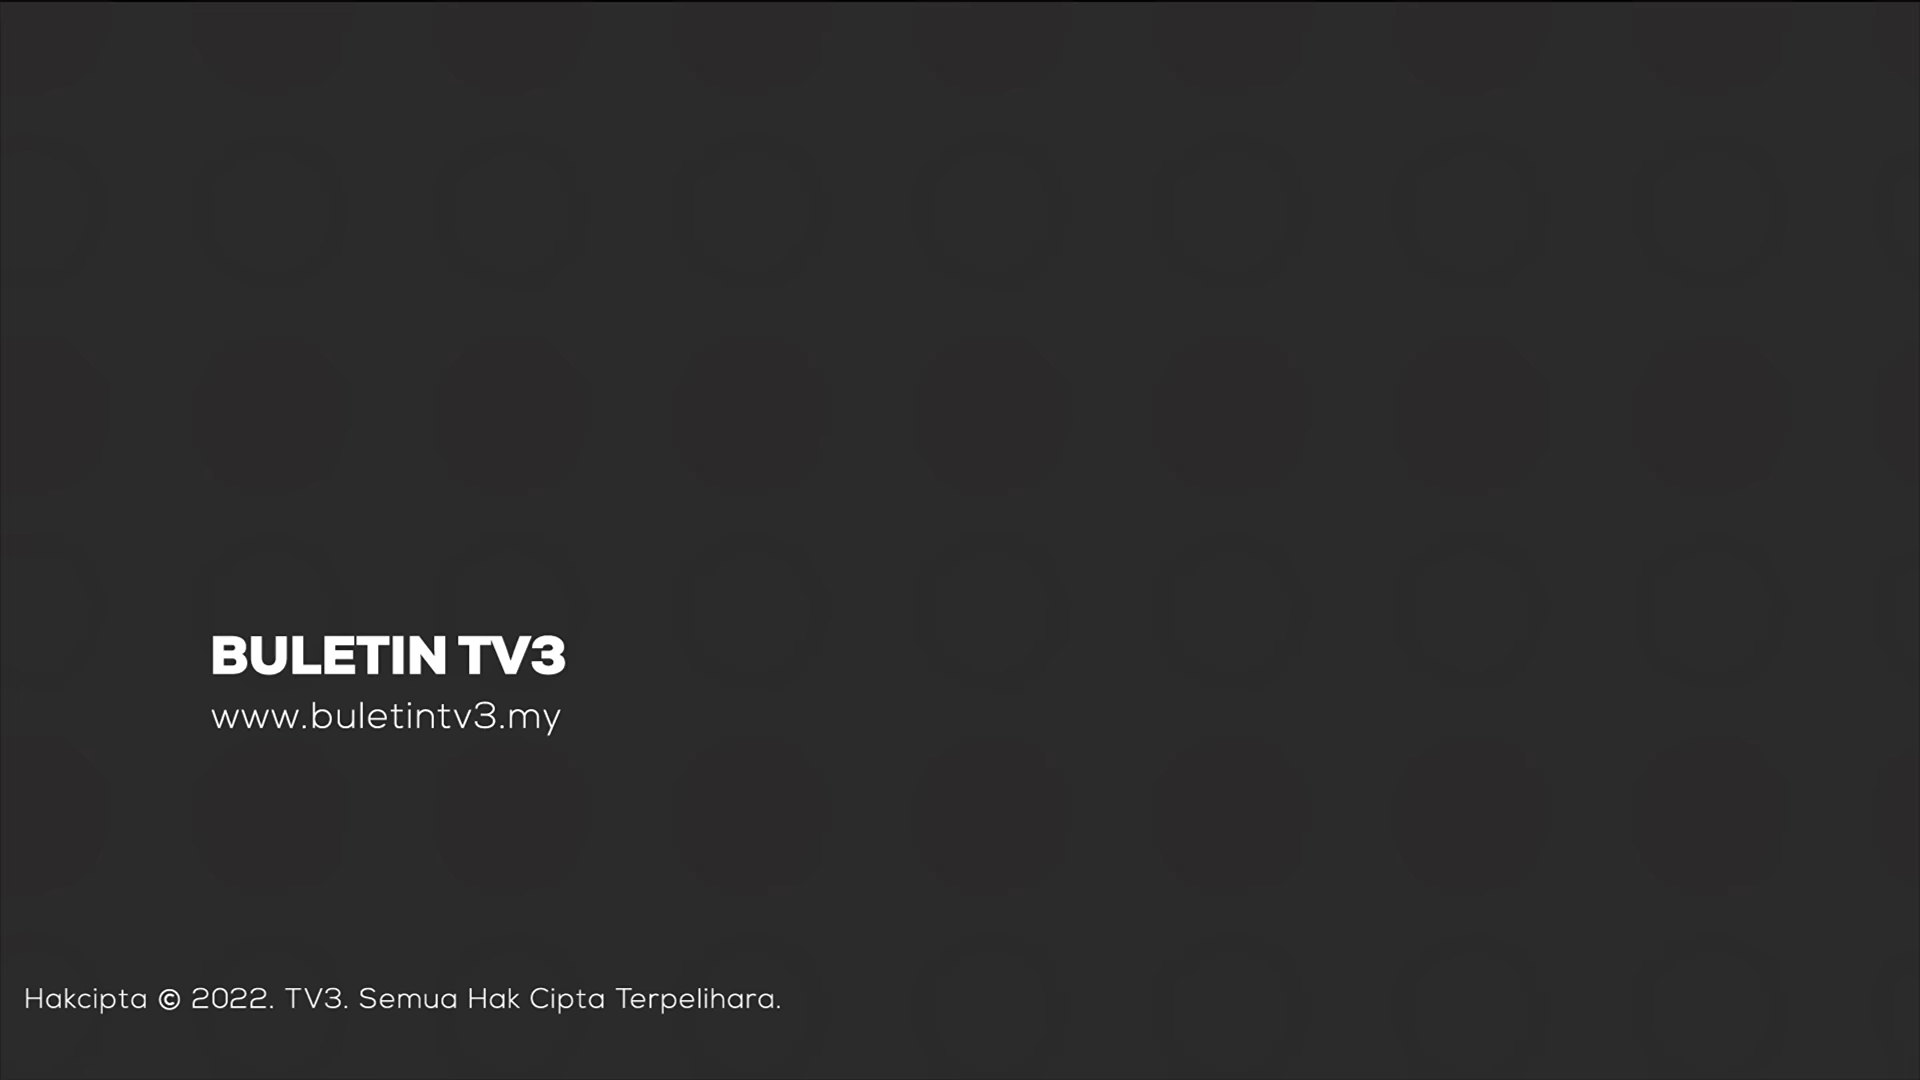 BULETIN TV3
www.buletintv3.my
Hakcipta © 2022. TV3. Semua Hak Cipta Terpelihara.